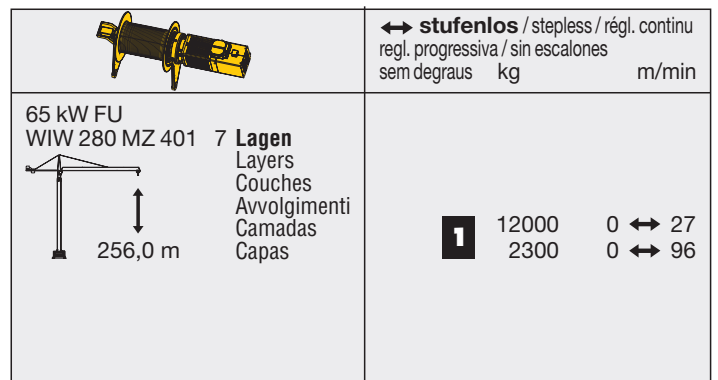 ↔ stufenlos / stepless / régl. continu
regl. progressiva / sin escalones
sem degraus kg m/min
65 kW FU
WIW 280 MZ 401 7 Lagen
Layers
Couches
Avvolgimenti
Camadas
256,0 m Capas
1 12000 0 ↔ 27
2300 0 ↔ 96